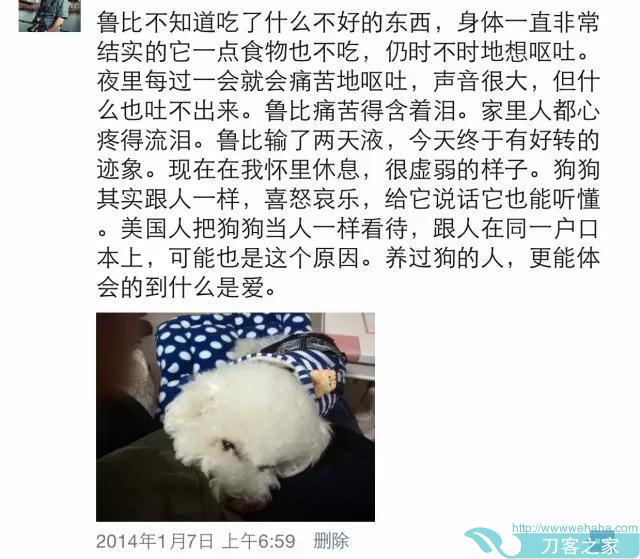 鲁比不知道吃了什么不好的东西，身体一直非常
结实的它一点食物也不吃，仍时不时地想呕吐。
夜里每过一会就会痛苦地呕吐，声音很大，但什
么也吐不出来。鲁比痛苦得含着泪。家里人都心
疼得流泪。鲁比输了两天液，今天终于有好转的
迹象。现在在我怀里休息，很虚弱的样子。狗狗
其实跟人一样，喜怒哀乐，给它说话它也能听懂
。美国人把狗狗当人一样看待，跟人在同一户口
本上，可能也是这个原因。养过狗的人，更能体
会的到什么是爱。
2014年1月7日 上午6:59 删除
http://www.wehaha.com
刀客之家